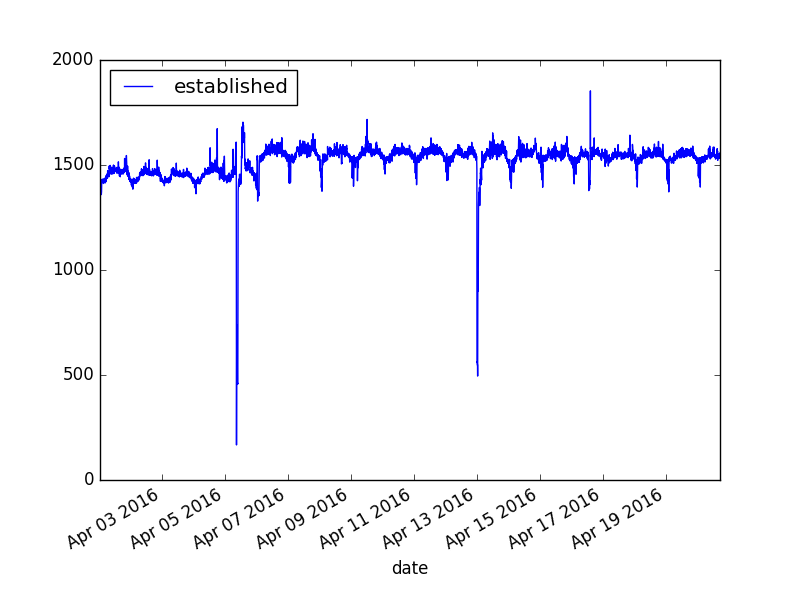 2000
established
1500
1000
500
0
Apr 03 2016
Apr 05 2016
Apr 07 2016
Apr 09 2016
Apr 11 2016
Apr 13 2016
Apr 15 2016
Apr 17 2016
Apr 19 2016
date